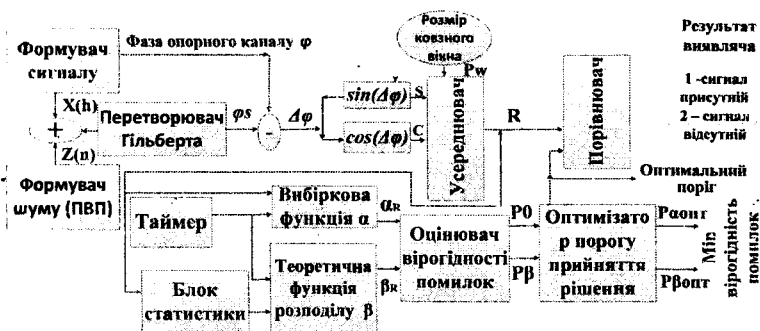 Формувач
сигналу
Фаза опорного каналу φ
Розмір
ковзного
вікна
Pw
Результат
виявляча
1 -сигнал
присутній
2 – сигнал
відсутній
X(h)
+
Z(n)
Перетворювач
Гільберта
φs
-
Δφ
sin(Δφ)
S
cos(Δφ)
C
Усереднювач
R
Порівнювач
Оптимальний
поріг
Формувач
шуму (ПВП)
Таймер
Вибіркова
функція α
αR
Блок
статистики
Теоретична
функція
розподілу β
βR
Оцінювач
вірогідності
помилок
P0
Pβ
Оптимізато
р порогу
прийняття
рішення
Pαопт
Pβопт
Min
вірогідність
помилок